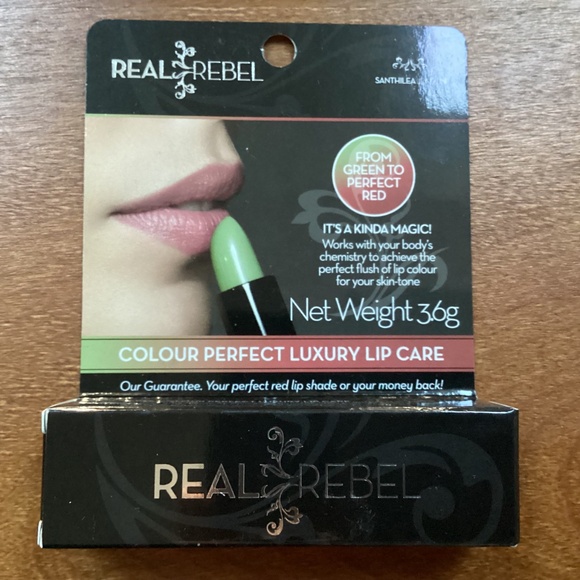 REAL REBEL
SANTHILEA
FROM
GREEN TO
PERFECT
RED
IT'S A KINDA MAGIC!
Works with your body's
chemistry to achieve the
perfect flush of lip colour
for your skin-tone
Net Weight 3,6g
COLOUR PERFECT LUXURY LIP CARE
Our Guarantee. Your perfect red lip shade or your money back!
REAL REBEL